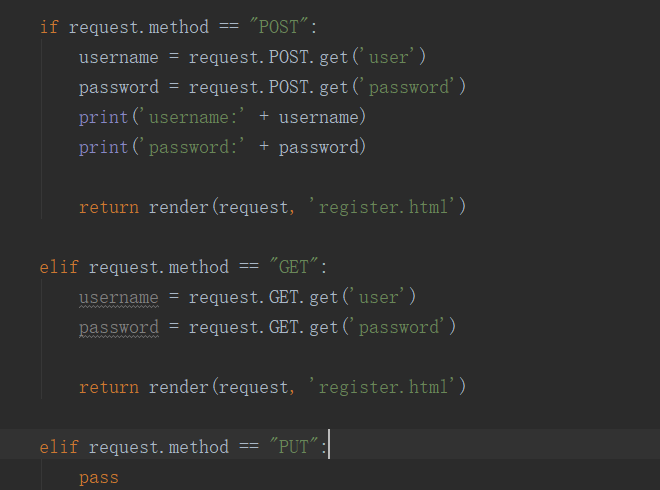 if request.method == "POST":
username = request.POST.get('user')
password = request.POST.get('password')
print('username:' + username)
print('password:' + password)
return render(request, 'register.html')
elif request.method == "GET":
username = request.GET.get('user')
password = request.GET.get('password')
return render(request, 'register.html')
elif request.method == "PUT":
pass